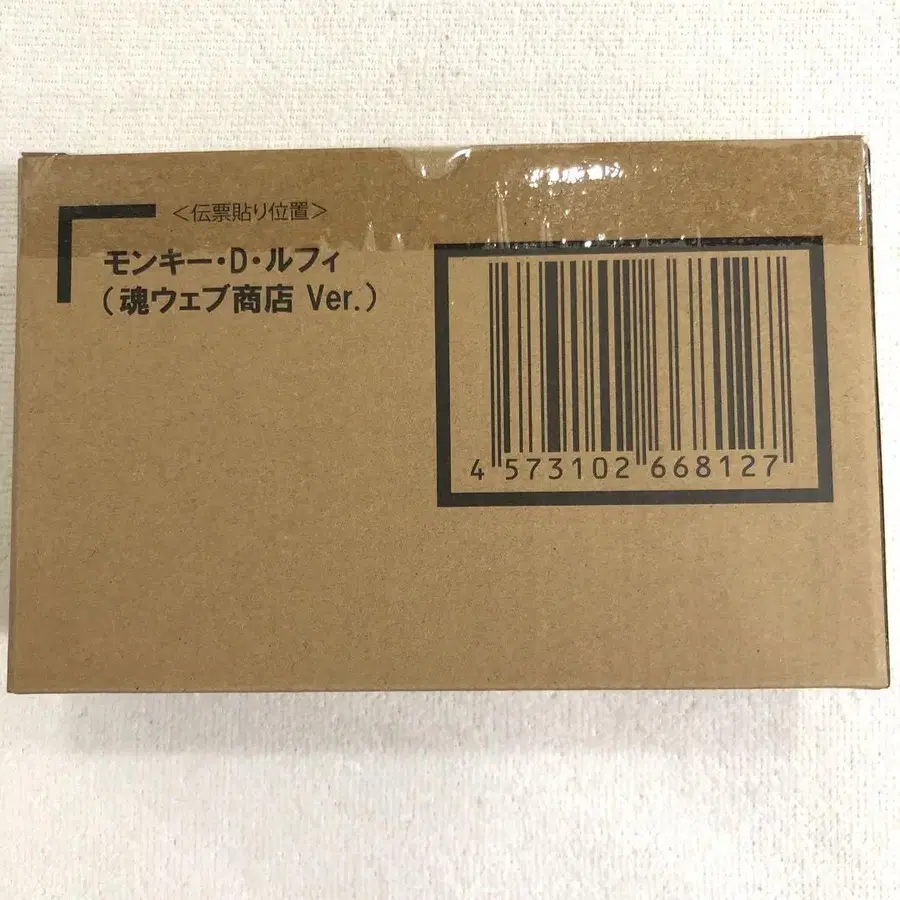 ＜伝票貼り位置＞
モンキー・D・ルフィ
（魂ウェブ商店 Ver.）
4 573102 668127